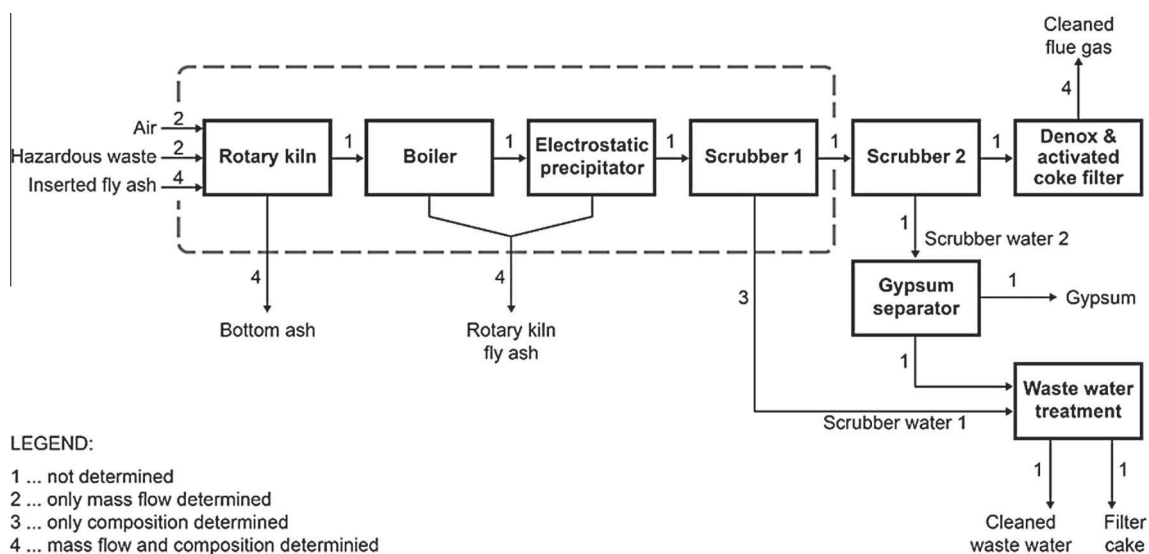 Cleaned
flue gas
4
Air 2
Hazardous waste 2
Inserted fly ash 4
Rotary kiln
1
Boiler
1
Electrostatic
precipitator
1
Scrubber 1
1
Scrubber 2
1
Denox &
activated
coke filter
4
Bottom ash
4
Rotary kiln
fly ash
3
1
Scrubber water 2
Gypsum
separator
1
Gypsum
1
Waste water
treatment
Scrubber water 1
1
1
Cleaned
waste water
Filter
cake
LEGEND:
1 ... not determined
2 ... only mass flow determined
3 ... only composition determined
4 ... mass flow and composition determinied